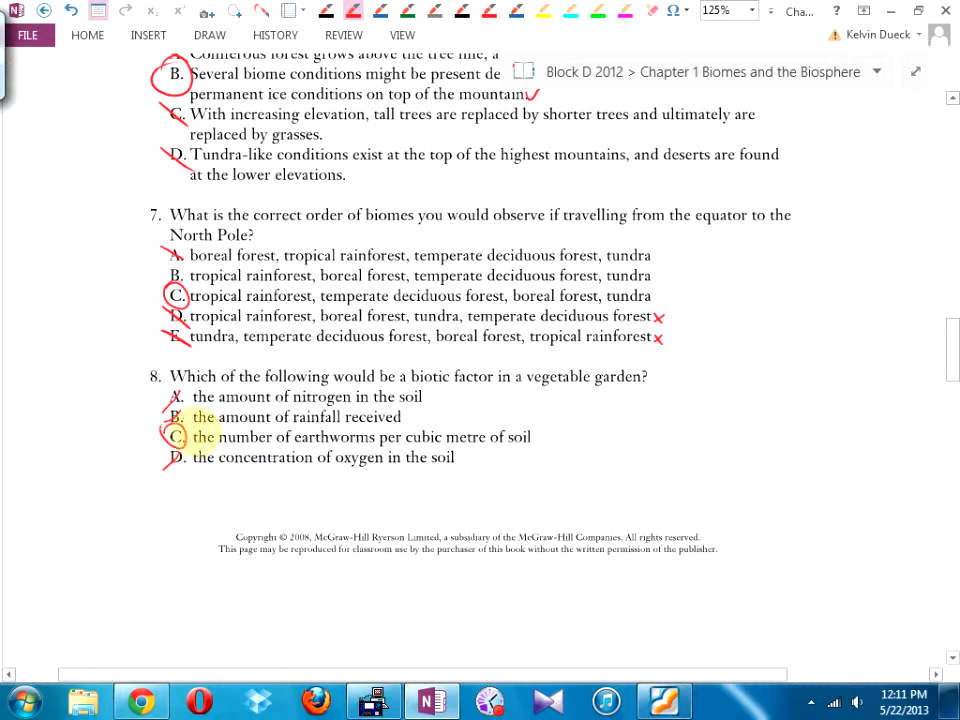 125%
Cha...
?
FILE
HOME
INSERT
DRAW
HISTORY
REVIEW
VIEW
Kelvin Dueck
A. Coniferous forest grows above the tree line, a
Block D 2012 > Chapter 1 Biomes and the Biosphere
B. Several biome conditions might be present de
permanent ice conditions on top of the mountain.
C. With increasing elevation, tall trees are replaced by shorter trees and ultimately are
replaced by grasses.
D. Tundra-like conditions exist at the top of the highest mountains, and deserts are found
at the lower elevations.
7. What is the correct order of biomes you would observe if travelling from the equator to the
North Pole?
A. boreal forest, tropical rainforest, temperate deciduous forest, tundra
B. tropical rainforest, boreal forest, temperate deciduous forest, tundra
C. tropical rainforest, temperate deciduous forest, boreal forest, tundra
D. tropical rainforest, boreal forest, tundra, temperate deciduous forest
E. tundra, temperate deciduous forest, boreal forest, tropical rainforest
8. Which of the following would be a biotic factor in a vegetable garden?
A. the amount of nitrogen in the soil
B. the amount of rainfall received
C. the number of earthworms per cubic metre of soil
D. the concentration of oxygen in the soil
Copyright © 2008, McGraw-Hill Ryerson Limited, a subsidiary of the McGraw-Hill Companies. All rights reserved.
This page may be reproduced for classroom use by the purchaser of this book without the written permission of the publisher.
12:11 PM
5/22/2013